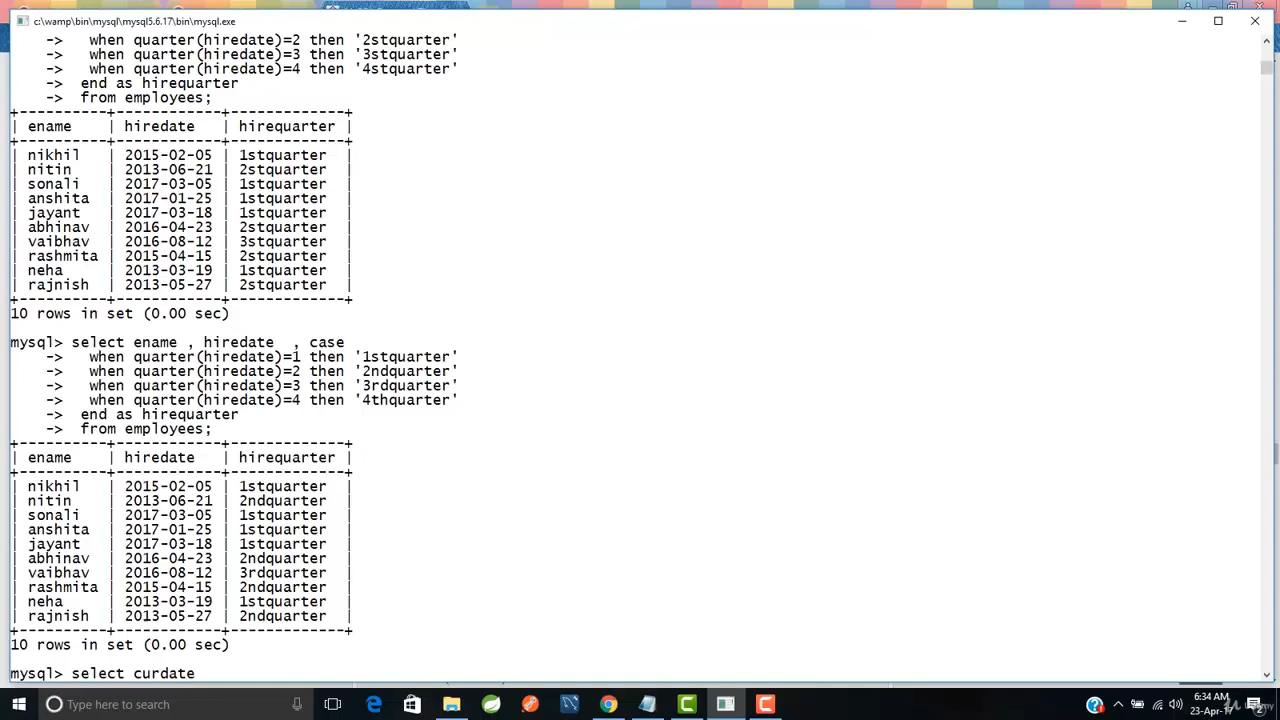 c:\wamp\bin\mysql\mysql5.6.17\bin\mysql.exe
    ->   when quarter(hiredate)=2 then '2stquarter'
    ->   when quarter(hiredate)=3 then '3stquarter'
    ->   when quarter(hiredate)=4 then '4stquarter'
    ->  end as hirequarter
    ->  from employees;
+----------+------------+-------------+
| ename    | hiredate   | hirequarter |
+----------+------------+-------------+
| nikhil   | 2015-02-05 | 1stquarter  |
| nitin    | 2013-06-21 | 2stquarter  |
| sonali   | 2017-03-05 | 1stquarter  |
| anshita  | 2017-01-25 | 1stquarter  |
| jayant   | 2017-03-18 | 1stquarter  |
| abhinav  | 2016-04-23 | 2stquarter  |
| vaibhav  | 2016-08-12 | 3stquarter  |
| rashmita | 2015-04-15 | 2stquarter  |
| neha     | 2013-03-19 | 1stquarter  |
| rajnish  | 2013-05-27 | 2stquarter  |
+----------+------------+-------------+
10 rows in set (0.00 sec)
mysql> select ename , hiredate  , case
    ->   when quarter(hiredate)=1 then '1stquarter'
    ->   when quarter(hiredate)=2 then '2ndquarter'
    ->   when quarter(hiredate)=3 then '3rdquarter'
    ->   when quarter(hiredate)=4 then '4thquarter'
    ->  end as hirequarter
    ->  from employees;
+----------+------------+-------------+
| ename    | hiredate   | hirequarter |
+----------+------------+-------------+
| nikhil   | 2015-02-05 | 1stquarter  |
| nitin    | 2013-06-21 | 2ndquarter  |
| sonali   | 2017-03-05 | 1stquarter  |
| anshita  | 2017-01-25 | 1stquarter  |
| jayant   | 2017-03-18 | 1stquarter  |
| abhinav  | 2016-04-23 | 2ndquarter  |
| vaibhav  | 2016-08-12 | 3rdquarter  |
| rashmita | 2015-04-15 | 2ndquarter  |
| neha     | 2013-03-19 | 1stquarter  |
| rajnish  | 2013-05-27 | 2ndquarter  |
+----------+------------+-------------+
10 rows in set (0.00 sec)
mysql> select curdate
Type here to search
6:34 AM
23-Apr-17